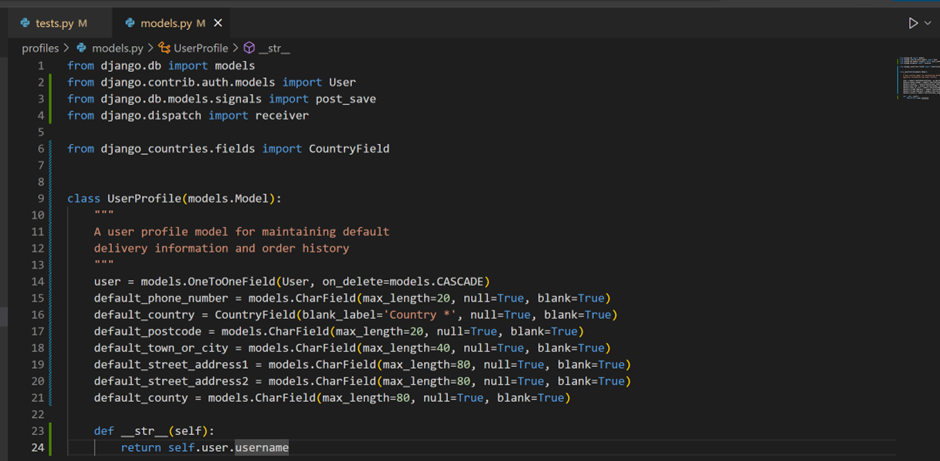 tests.py M models.py M
profiles > models.py > UserProfile > __str__
1 from django.db import models
2 from django.contrib.auth.models import User
3 from django.db.models.signals import post_save
4 from django.dispatch import receiver
5
6 from django_countries.fields import CountryField
7
8
9 class UserProfile(models.Model):
10 """
11 A user profile model for maintaining default
12 delivery information and order history
13 """
14 user = models.OneToOneField(User, on_delete=models.CASCADE)
15 default_phone_number = models.CharField(max_length=20, null=True, blank=True)
16 default_country = CountryField(blank_label='Country *', null=True, blank=True)
17 default_postcode = models.CharField(max_length=20, null=True, blank=True)
18 default_town_or_city = models.CharField(max_length=40, null=True, blank=True)
19 default_street_address1 = models.CharField(max_length=80, null=True, blank=True)
20 default_street_address2 = models.CharField(max_length=80, null=True, blank=True)
21 default_county = models.CharField(max_length=80, null=True, blank=True)
22
23 def __str__(self):
24 return self.user.username